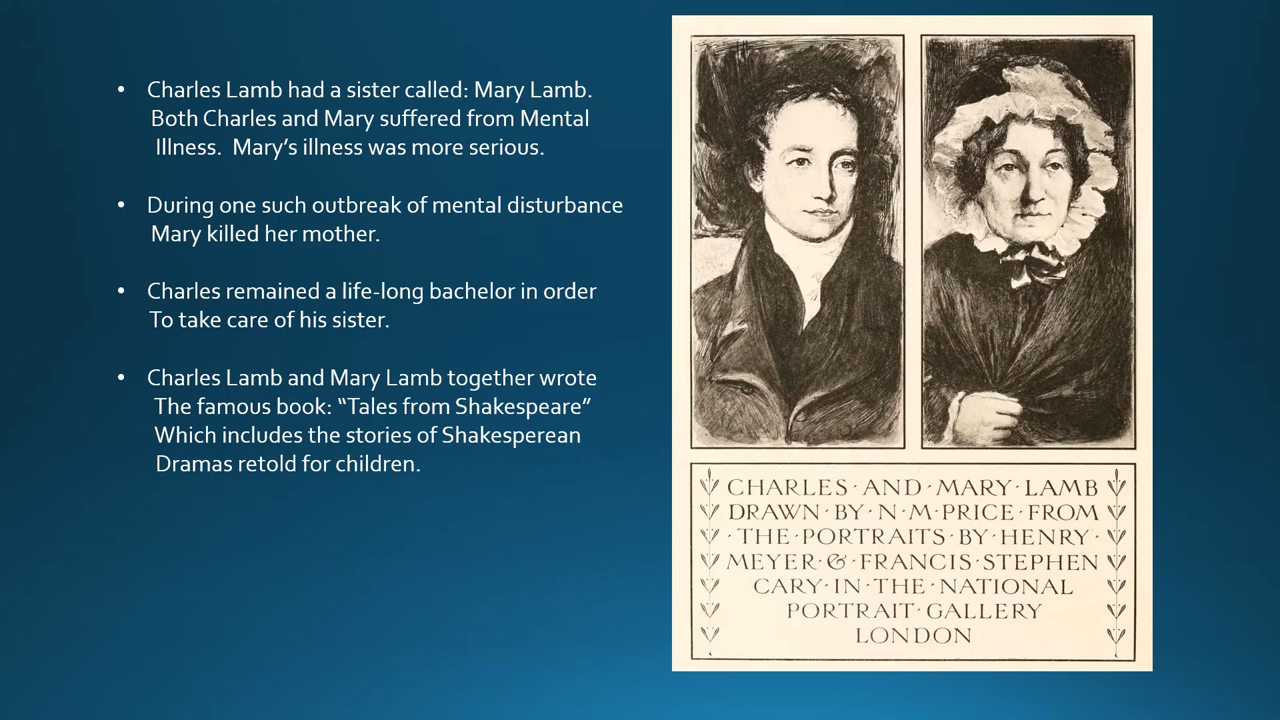 • Charles Lamb had a sister called: Mary Lamb.
Both Charles and Mary suffered from Mental
Illness.  Mary’s illness was more serious.
• During one such outbreak of mental disturbance
Mary killed her mother.
• Charles remained a life-long bachelor in order
To take care of his sister.
• Charles Lamb and Mary Lamb together wrote
The famous book: “Tales from Shakespeare”
Which includes the stories of Shakesperean
Dramas retold for children.
CHARLES · AND · MARY · LAMB
DRAWN · BY · N · M · PRICE · FROM
· THE · PORTRAITS · BY · HENRY ·
MEYER · & · FRANCIS · STEPHEN
CARY · IN · THE · NATIONAL
PORTRAIT · GALLERY
LONDON